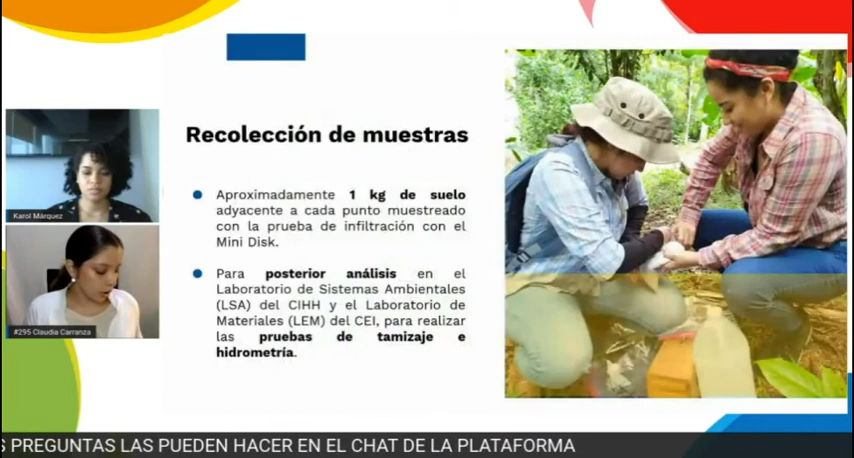 Recolección de muestras
Aproximadamente 1 kg de suelo
adyacente a cada punto muestreado
con la prueba de infiltración con el
Mini Disk.
Para posterior análisis en el
Laboratorio de Sistemas Ambientales
(LSA) del CIHH y el Laboratorio de
Materiales (LEM) del CEI, para realizar
las pruebas de tamizaje e
hidrometría.
Karol Márquez
#295 Claudia Carranza
S PREGUNTAS LAS PUEDEN HACER EN EL CHAT DE LA PLATAFORMA